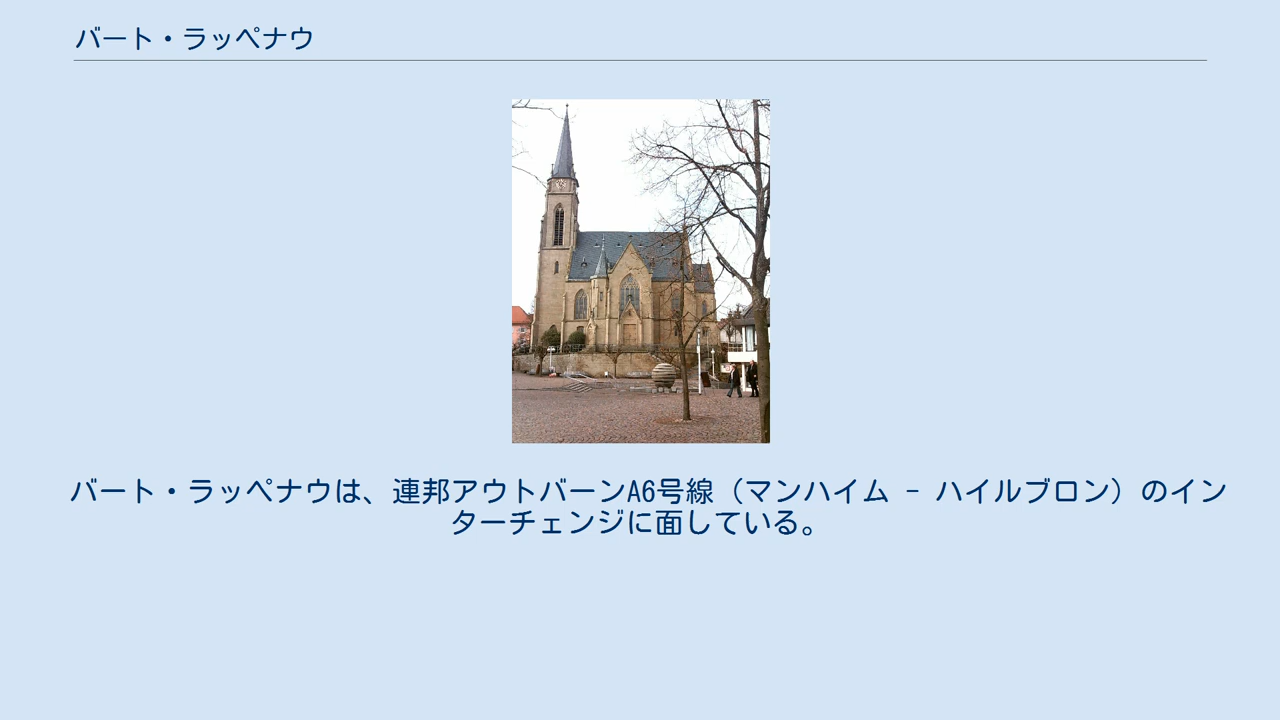 バート・ラッペナウ
バート・ラッペナウは、連邦アウトバーンA6号線（マンハイム - ハイルブロン）のイン
ターチェンジに面している。